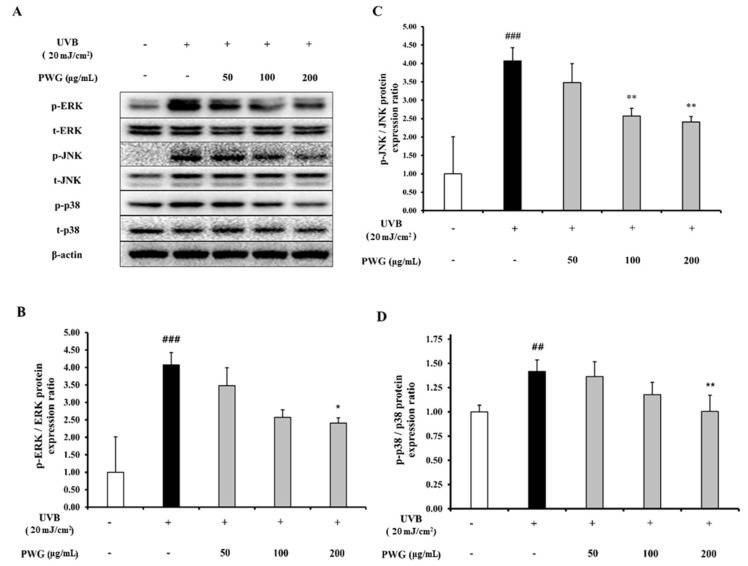 A
UVB
( 20 mJ/cm²)
- + + + +
PWG (μg/mL)
- - 50 100 200
p-ERK
t-ERK
p-JNK
t-JNK
p-p38
t-p38
β-actin
B
p-ERK / ERK protein
expression ratio
5.00
4.50
4.00
3.50
3.00
2.50
2.00
1.50
1.00
0.50
0.00
###
*
UVB
( 20 mJ/cm²)
- + + + +
PWG (μg/mL)
- - 50 100 200
C
p-JNK / JNK protein
expression ratio
5.00
4.50
4.00
3.50
3.00
2.50
2.00
1.50
1.00
0.50
0.00
###
**
**
UVB
( 20 mJ/cm²)
- + + + +
PWG (μg/mL)
- - 50 100 200
D
p-p38 / p38 protein
expression ratio
1.75
1.50
1.25
1.00
0.75
0.50
0.25
0.00
##
**
UVB
( 20 mJ/cm²)
- + + + +
PWG (μg/mL)
- - 50 100 200